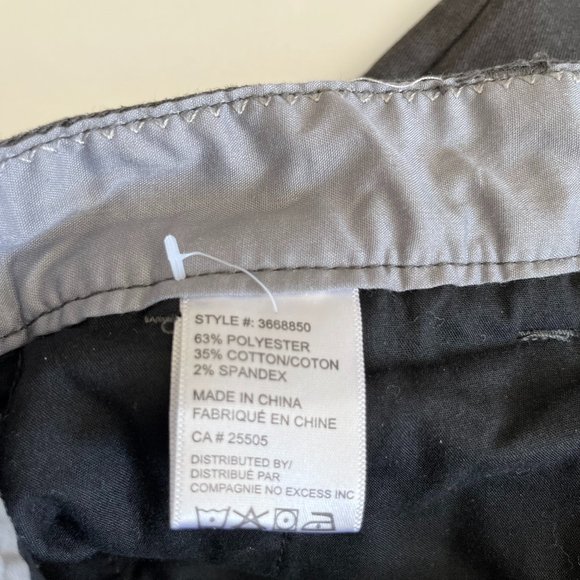 STYLE #: 3668850
63% POLYESTER
35% COTTON/COTON
2% SPANDEX
MADE IN CHINA
FABRIQUÉ EN CHINE
CA # 25505
DISTRIBUTED BY/
DISTRIBUÉ PAR
COMPAGNIE NO EXCESS INC